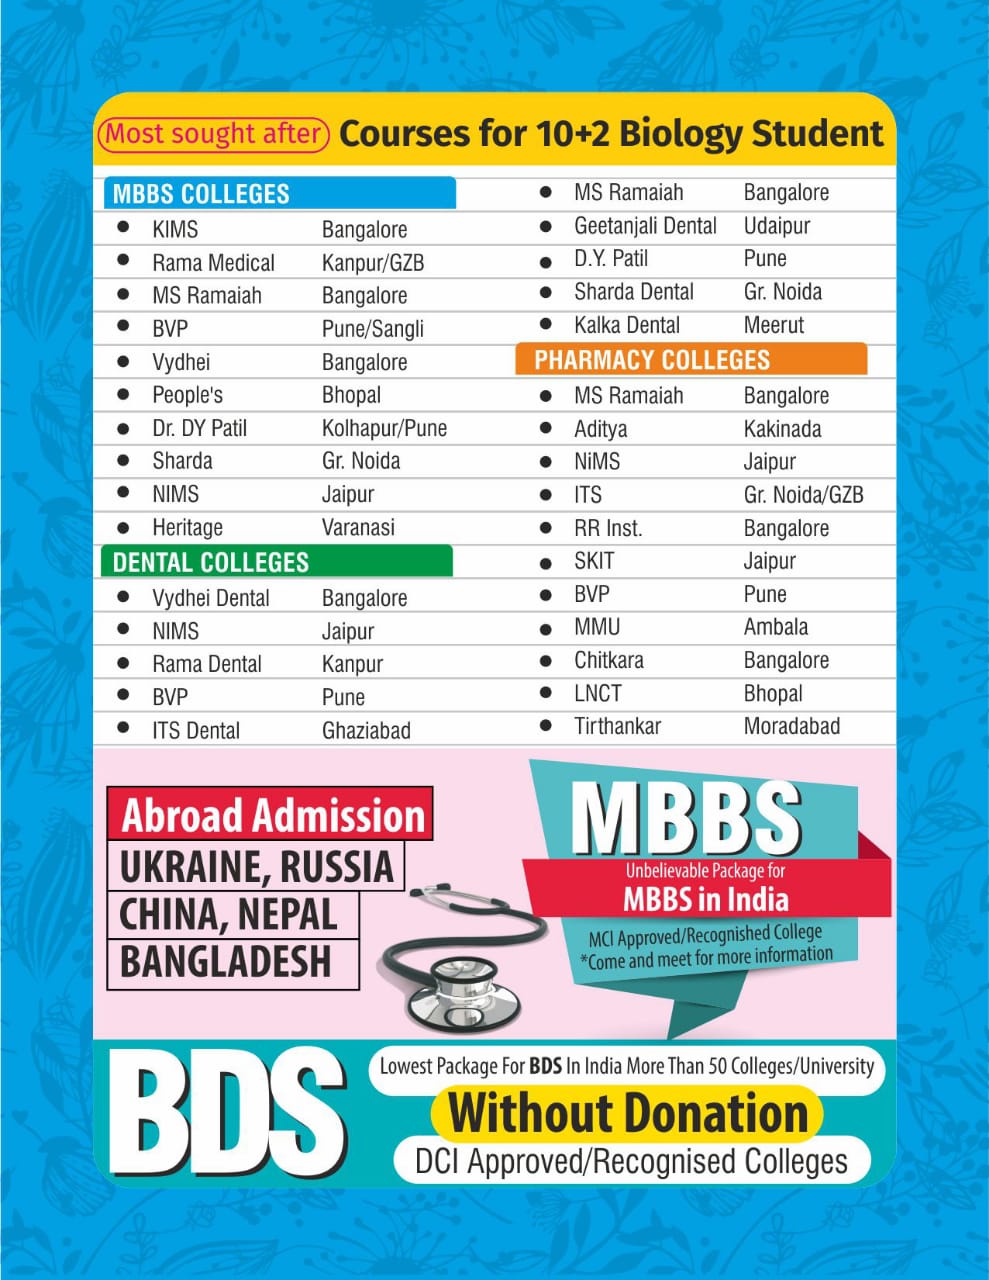 Most sought after Courses for 10+2 Biology Student
MBBS COLLEGES
• KIMS Bangalore
• Rama Medical Kanpur/GZB
• MS Ramaiah Bangalore
• BVP Pune/Sangli
• Vydhei Bangalore
• People's Bhopal
• Dr. DY Patil Kolhapur/Pune
• Sharda Gr. Noida
• NIMS Jaipur
• Heritage Varanasi
DENTAL COLLEGES
• Vydhei Dental Bangalore
• NIMS Jaipur
• Rama Dental Kanpur
• BVP Pune
• ITS Dental Ghaziabad
• MS Ramaiah Bangalore
• Geetanjali Dental Udaipur
• D.Y. Patil Pune
• Sharda Dental Gr. Noida
• Kalka Dental Meerut
PHARMACY COLLEGES
• MS Ramaiah Bangalore
• Aditya Kakinada
• NiMS Jaipur
• ITS Gr. Noida/GZB
• RR Inst. Bangalore
• SKIT Jaipur
• BVP Pune
• MMU Ambala
• Chitkara Bangalore
• LNCT Bhopal
• Tirthankar Moradabad
Abroad Admission
UKRAINE, RUSSIA
CHINA, NEPAL
BANGLADESH
MBBS
Unbelievable Package for
MBBS in India
MCI Approved/Recognished College
*Come and meet for more information
BDS
Lowest Package For BDS In India More Than 50 Colleges/University
Without Donation
DCI Approved/Recognised Colleges